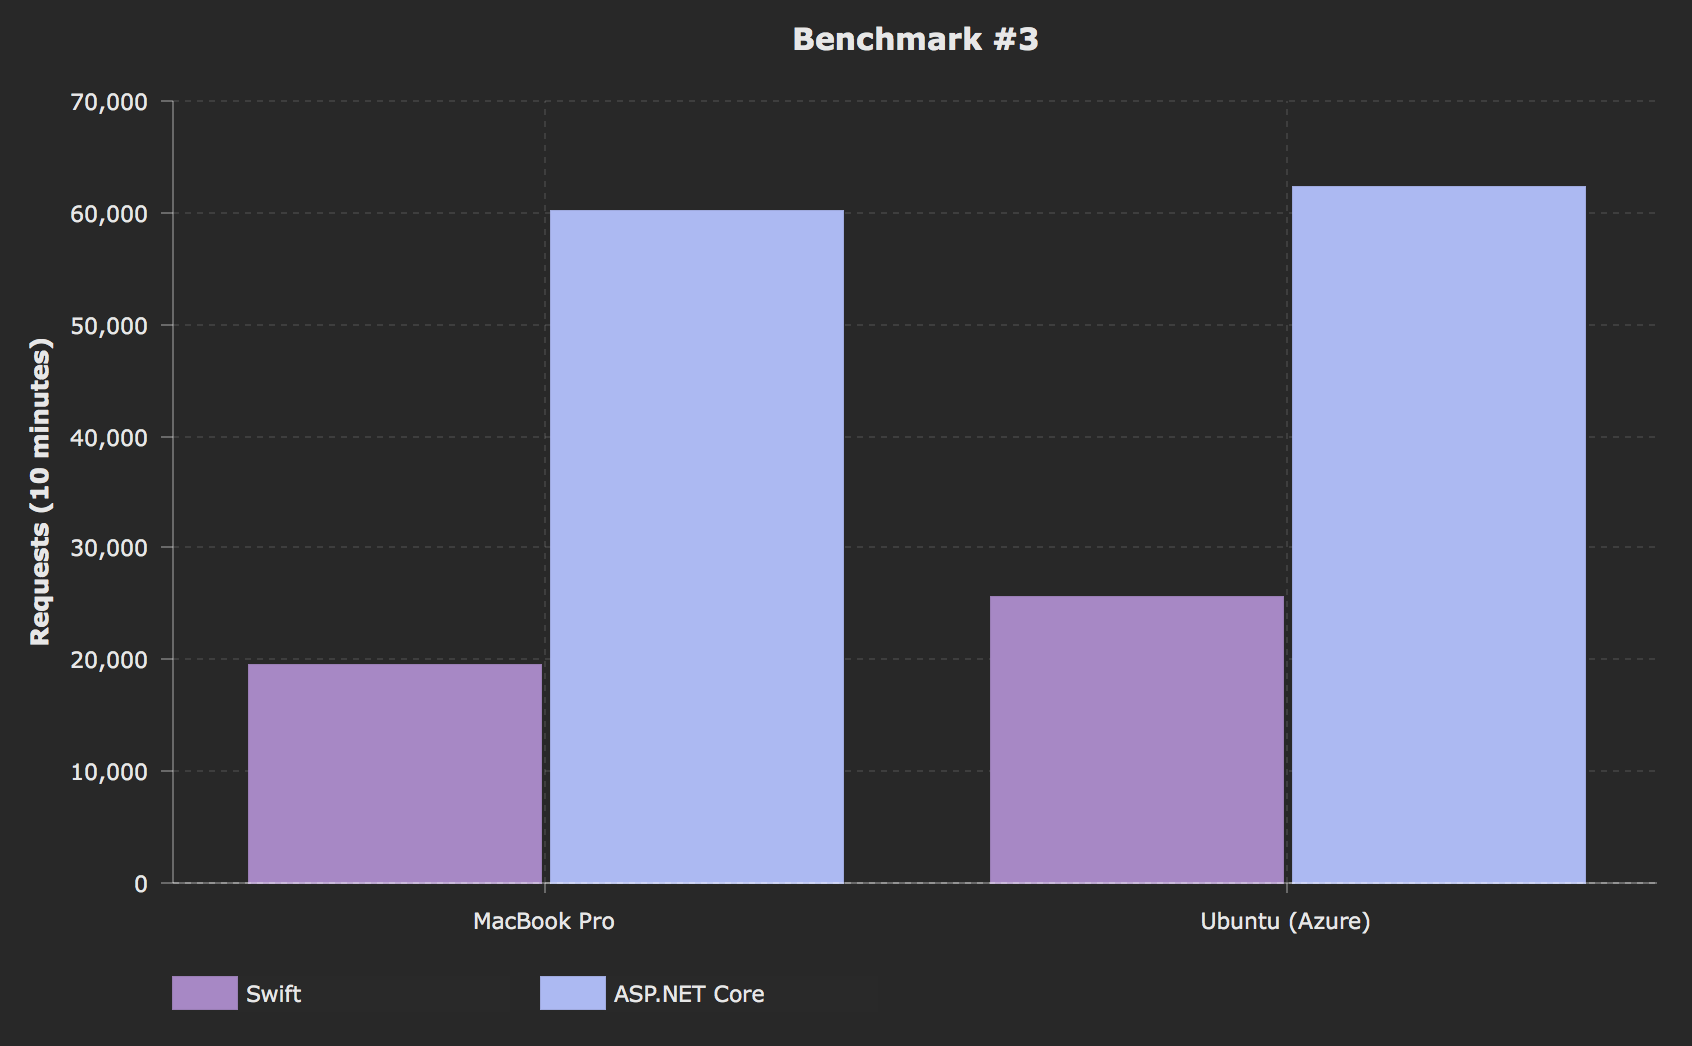 Benchmark #3
Requests (10 minutes)
70,000
60,000
50,000
40,000
30,000
20,000
10,000
0
MacBook Pro
Ubuntu (Azure)
Swift
ASP.NET Core